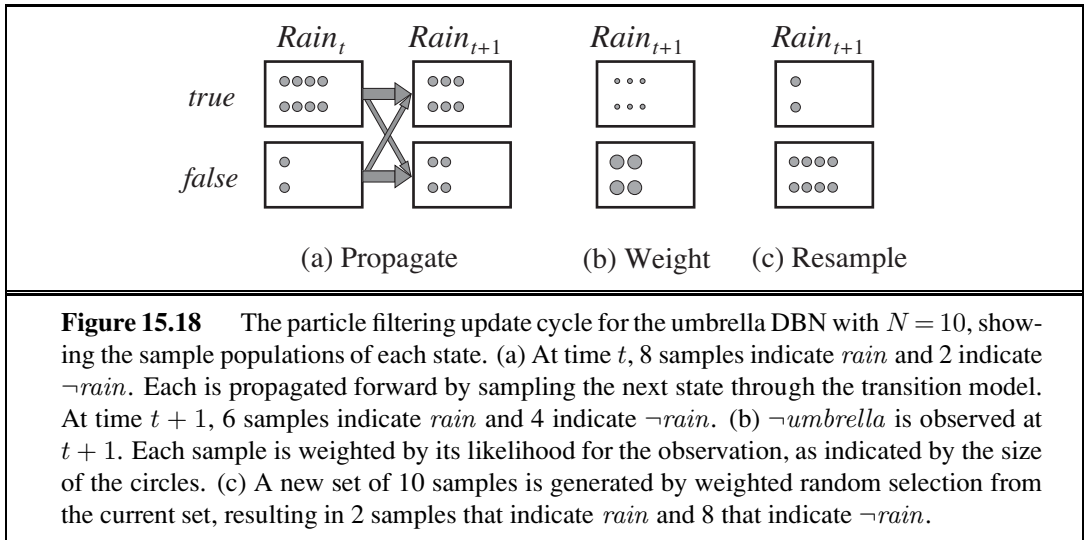 Rain_t Rain_{t+1} Rain_{t+1} Rain_{t+1}
true
false
(a) Propagate (b) Weight (c) Resample
Figure 15.18 The particle filtering update cycle for the umbrella DBN with N = 10, show-
ing the sample populations of each state. (a) At time t, 8 samples indicate rain and 2 indicate
¬rain. Each is propagated forward by sampling the next state through the transition model.
At time t + 1, 6 samples indicate rain and 4 indicate ¬rain. (b) ¬umbrella is observed at
t + 1. Each sample is weighted by its likelihood for the observation, as indicated by the size
of the circles. (c) A new set of 10 samples is generated by weighted random selection from
the current set, resulting in 2 samples that indicate rain and 8 that indicate ¬rain.